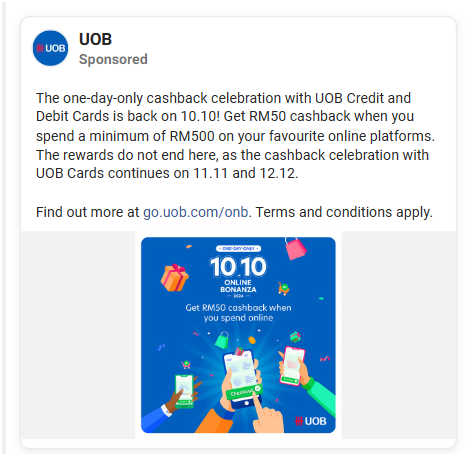 UOB
UOB
Sponsored
The one-day-only cashback celebration with UOB Credit and
Debit Cards is back on 10.10! Get RM50 cashback when you
spend a minimum of RM500 on your favourite online platforms.
The rewards do not end here, as the cashback celebration with
UOB Cards continues on 11.11 and 12.12.
Find out more at go.uob.com/onb. Terms and conditions apply.
ONE-DAY-ONLY
10.10
ONLINE
BONANZA
2024
Get RM50 cashback when
you spend online
Checkout
UOB